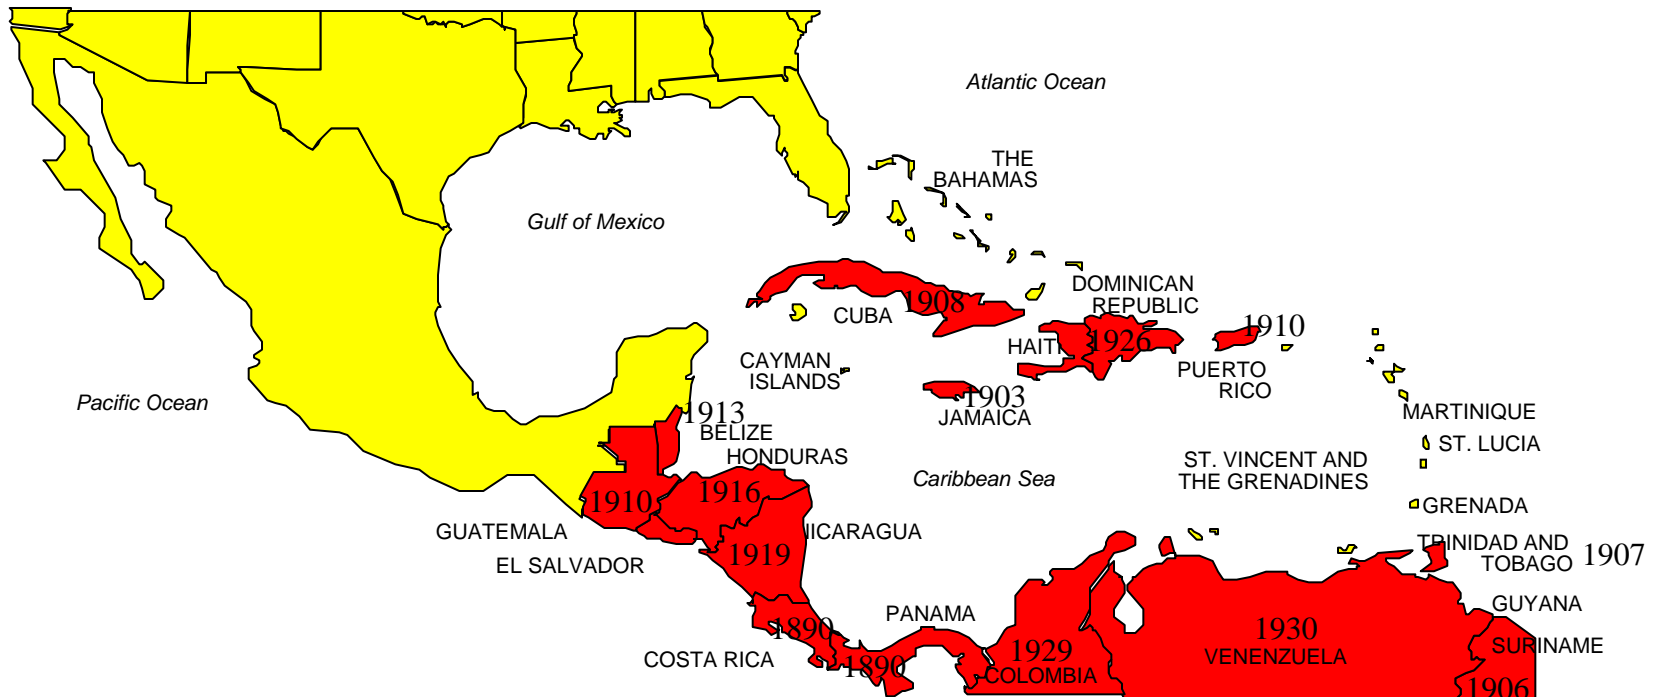 Atlantic Ocean
THE
BAHAMAS
Gulf of Mexico
DOMINICAN
REPUBLIC
1908
CUBA
1910
HAITI
1926
CAYMAN
ISLANDS
PUERTO
RICO
Pacific Ocean
1903
JAMAICA
1913
BELIZE
MARTINIQUE
ST. LUCIA
HONDURAS
ST. VINCENT AND
THE GRENADINES
Caribbean Sea
1916
1910
GRENADA
GUATEMALA
NICARAGUA
TRINIDAD AND
TOBAGO 1907
1919
EL SALVADOR
GUYANA
PANAMA
1890
1930
SURINAME
COSTA RICA
1890
1929
COLOMBIA
VENENZUELA
1906